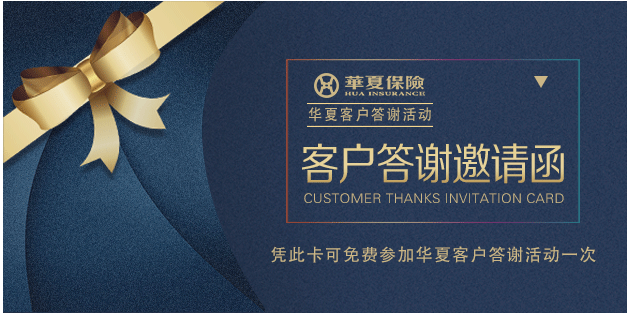 華夏保險
HUA INSURANCE
华夏客户答谢活动
客户答谢邀请函
CUSTOMER THANKS INVITATION CARD
凭此卡可免费参加华夏客户答谢活动一次